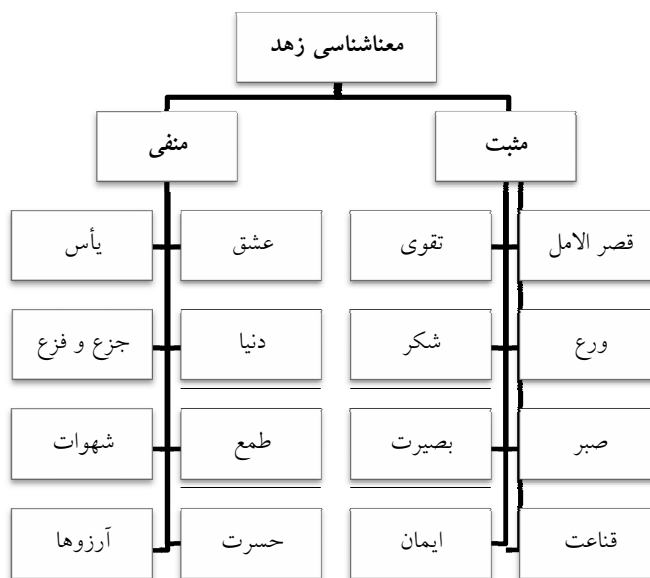 معناشناسی زهد
مثبت
منفی
قصر الامل
تقوی
عشق
یأس
ورع
شکر
دنیا
جزع و فزع
صبر
بصیرت
طمع
شهوات
قناعت
ایمان
حسرت
آرزوها